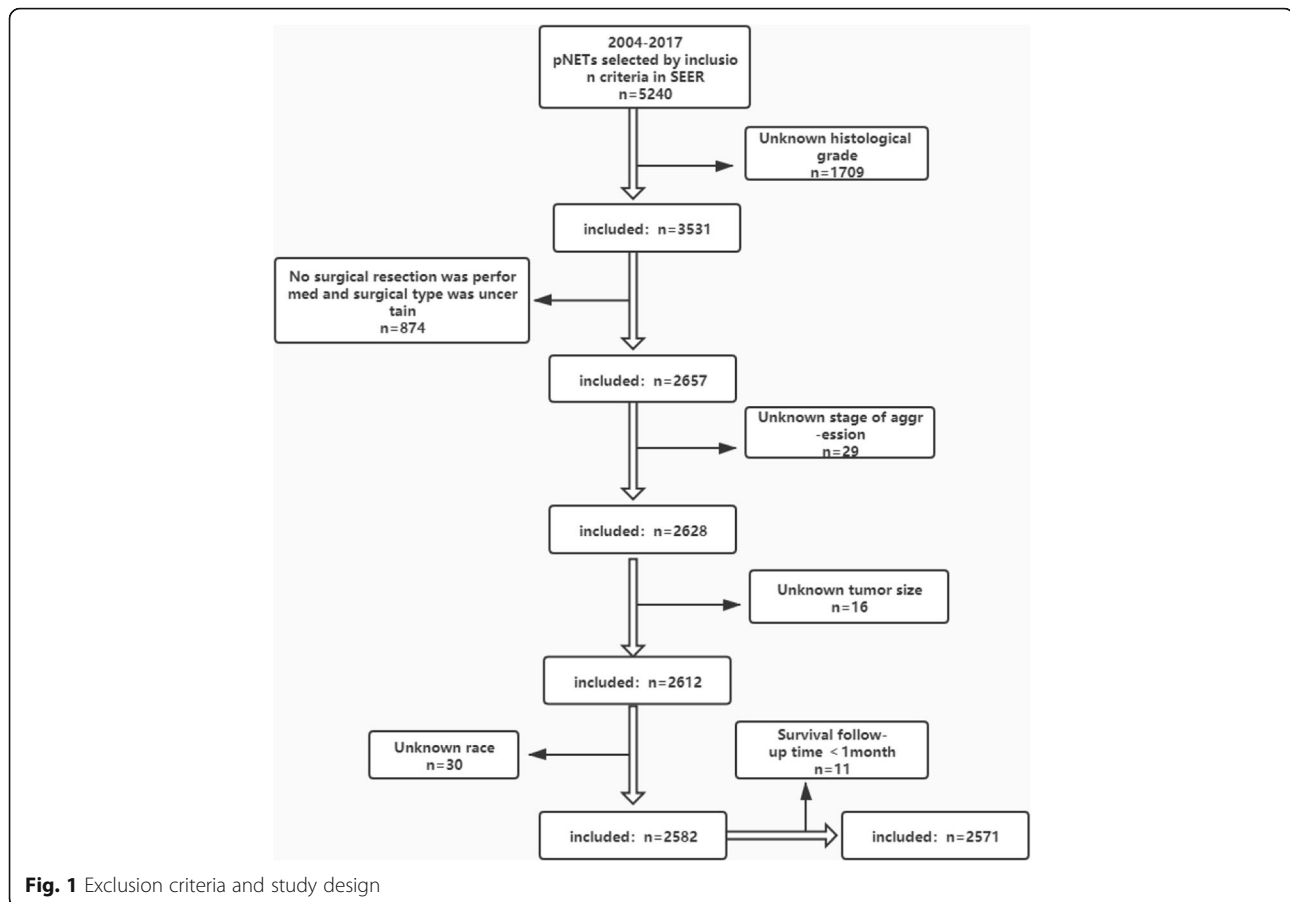 2004-2017
pNETs selected by inclusio
n criteria in SEER
n=5240
Unknown histological
grade
n=1709
included: n=3531
No surgical resection was perfor
med and surgical type was uncer
tain
n=874
included: n=2657
Unknown stage of aggr
-ession
n=29
included: n=2628
Unknown tumor size
n=16
included: n=2612
Unknown race
n=30
Survival follow-
up time <1month
n=11
included: n=2582
included: n=2571
Fig. 1 Exclusion criteria and study design